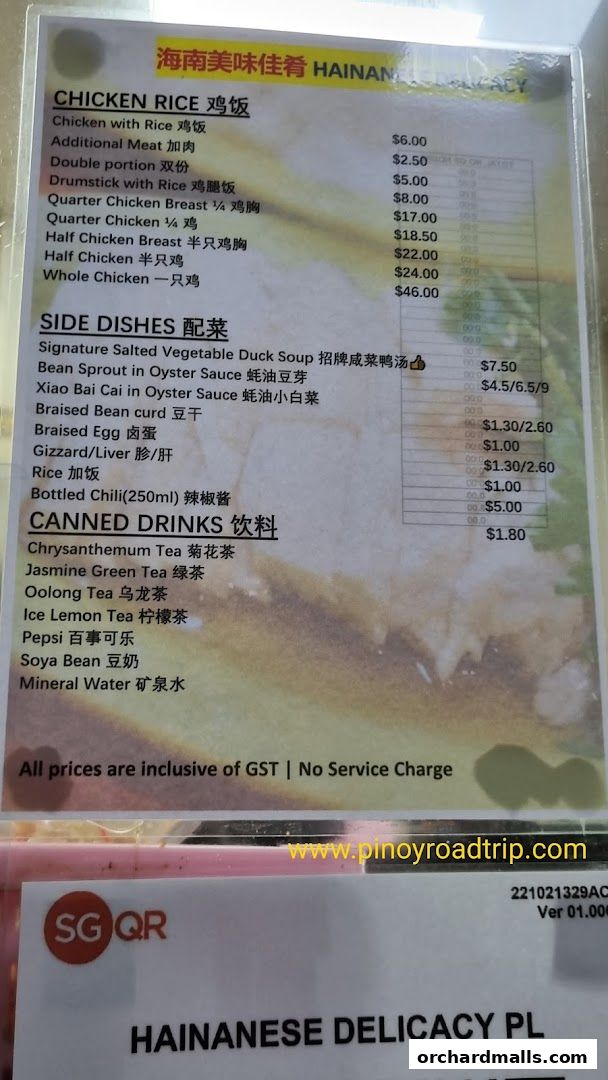 海南美味佳肴 HAINANESE DELICACY
CHICKEN RICE 鸡饭
Chicken with Rice 鸡饭 $6.00
Additional Meat 加肉 $2.50
Double portion 双份 $5.00
Drumstick with Rice 鸡腿饭 $8.00
Quarter Chicken Breast ¼ 鸡胸 $17.00
Quarter Chicken ¼ 鸡 $18.50
Half Chicken Breast 半只鸡胸 $22.00
Half Chicken 半只鸡 $24.00
Whole Chicken 一只鸡 $46.00
SIDE DISHES 配菜
Signature Salted Vegetable Duck Soup 招牌咸菜鸭汤👍 $7.50
Bean Sprout in Oyster Sauce 蚝油豆芽 $4.5/6.5/9
Xiao Bai Cai in Oyster Sauce 蚝油小白菜
Braised Bean curd 豆干 $1.30/2.60
Braised Egg 卤蛋 $1.00
Gizzard/Liver 胗/肝 $1.30/2.60
Rice 加饭 $1.00
Bottled Chili(250ml) 辣椒酱 $5.00
CANNED DRINKS 饮料 $1.80
Chrysanthemum Tea 菊花茶
Jasmine Green Tea 绿茶
Oolong Tea 乌龙茶
Ice Lemon Tea 柠檬茶
Pepsi 百事可乐
Soya Bean 豆奶
Mineral Water 矿泉水
All prices are inclusive of GST | No Service Charge
www.pinoyroadtrip.com
221021329AC
Ver 01.000
SGQR
HAINANESE DELICACY PL
orchardmalls.com